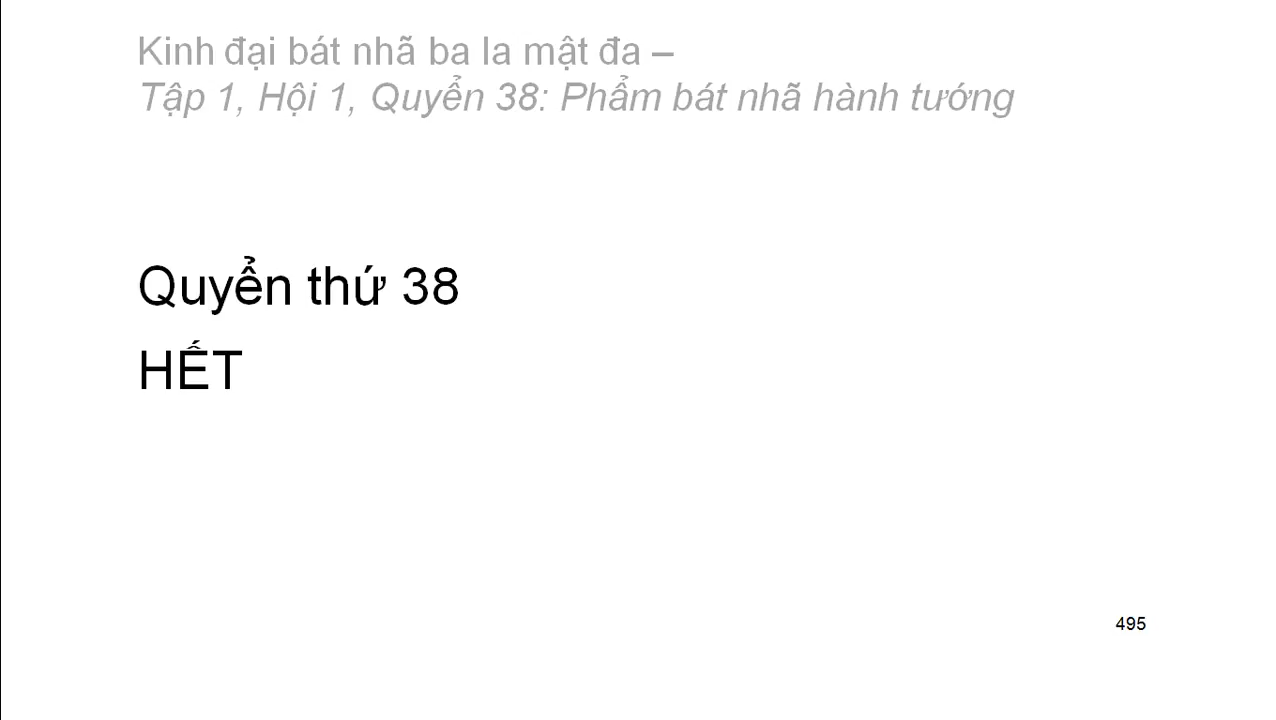 Kinh đại bát nhã ba la mật đa –
Tập 1, Hội 1, Quyển 38: Phẩm bát nhã hành tướng
Quyển thứ 38
HẾT
495